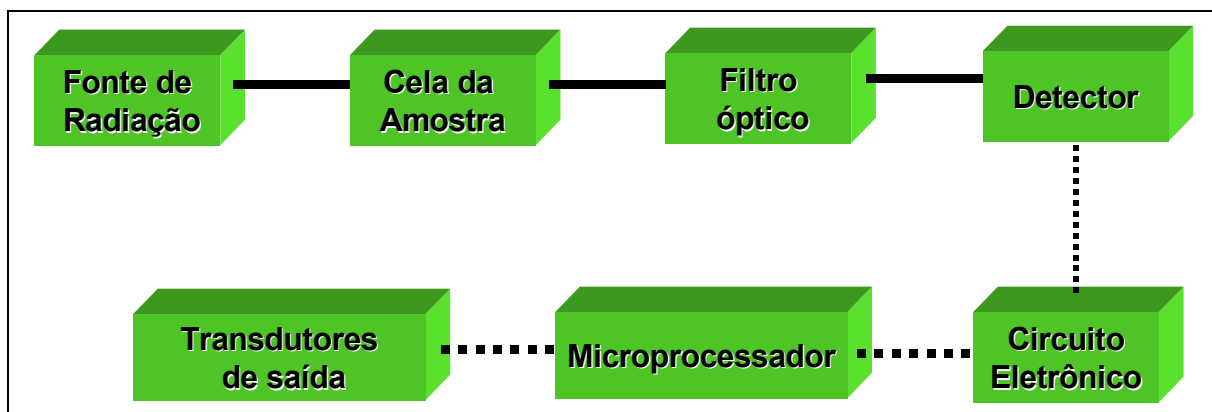 Fonte de
Radiação
Cela da
Amostra
Filtro
óptico
Detector
Transdutores
de saída
Microprocessador
Circuito
Eletrônico